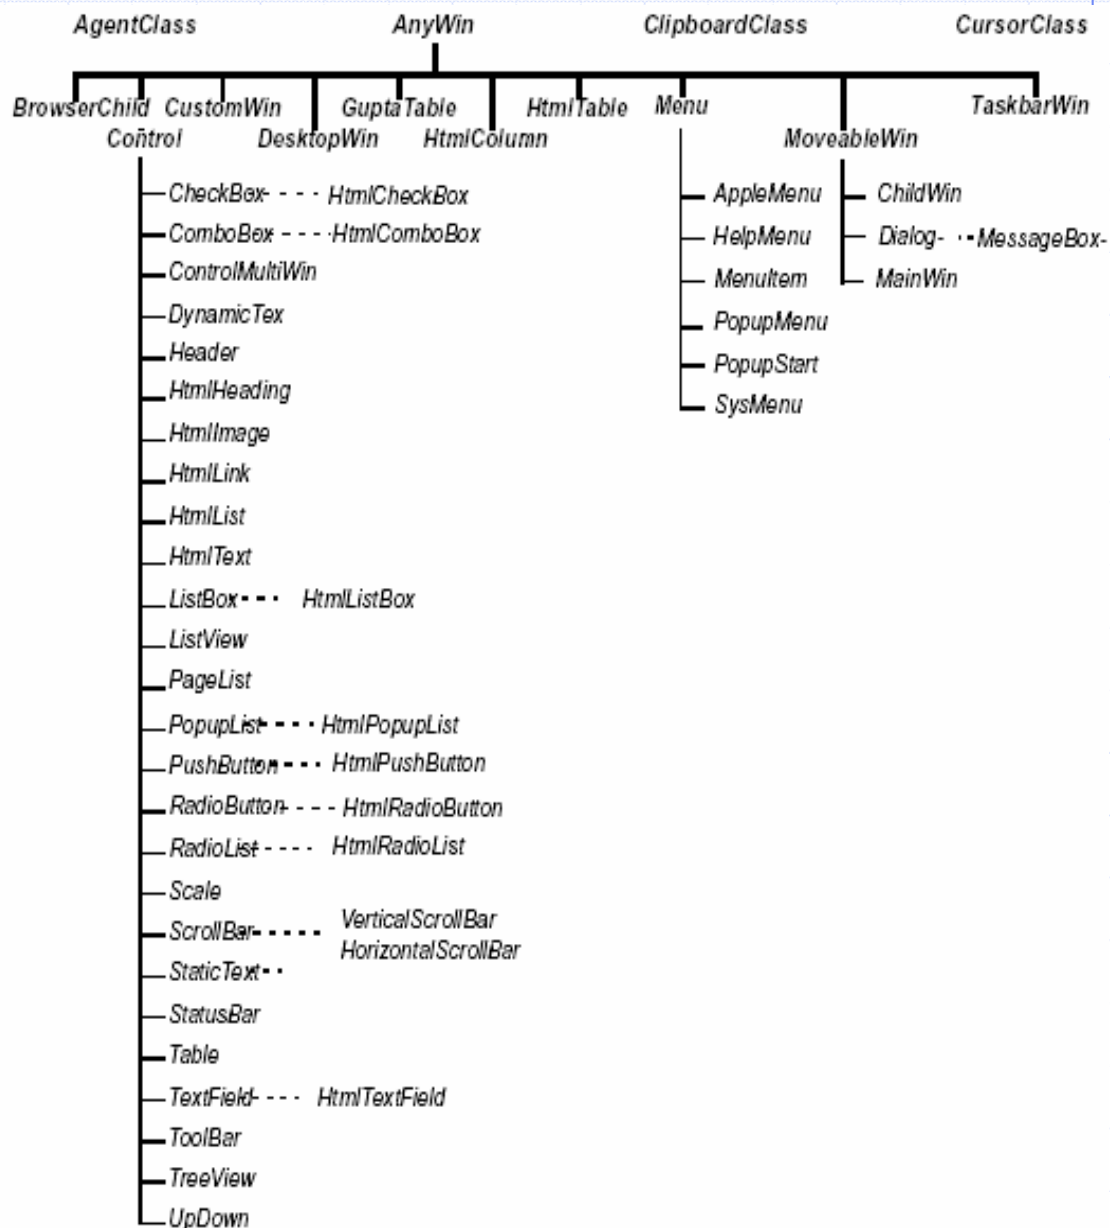 AgentClass AnyWin ClipboardClass CursorClass
BrowserChild CustomWin GuptaTable HtmlTable Menu TaskbarWin
Control DesktopWin HtmlColumn MoveableWin
CheckBox HtmlCheckBox AppleMenu ChildWin
ComboBox HtmlComboBox HelpMenu Dialog MessageBox
ControlMultiWin MenuItem MainWin
DynamicTex PopupMenu
Header PopupStart
HtmlHeading SysMenu
HtmlImage
HtmlLink
HtmlList
HtmlText
ListBox HtmlListBox
ListView
PageList
PopupList HtmlPopupList
PushButton HtmlPushButton
RadioButton HtmlRadioButton
RadioList HtmlRadioList
Scale
ScrollBar VerticalScrollBar
HorizontalScrollBar
StaticText
StatusBar
Table
TextField HtmlTextField
ToolBar
TreeView
UpDown